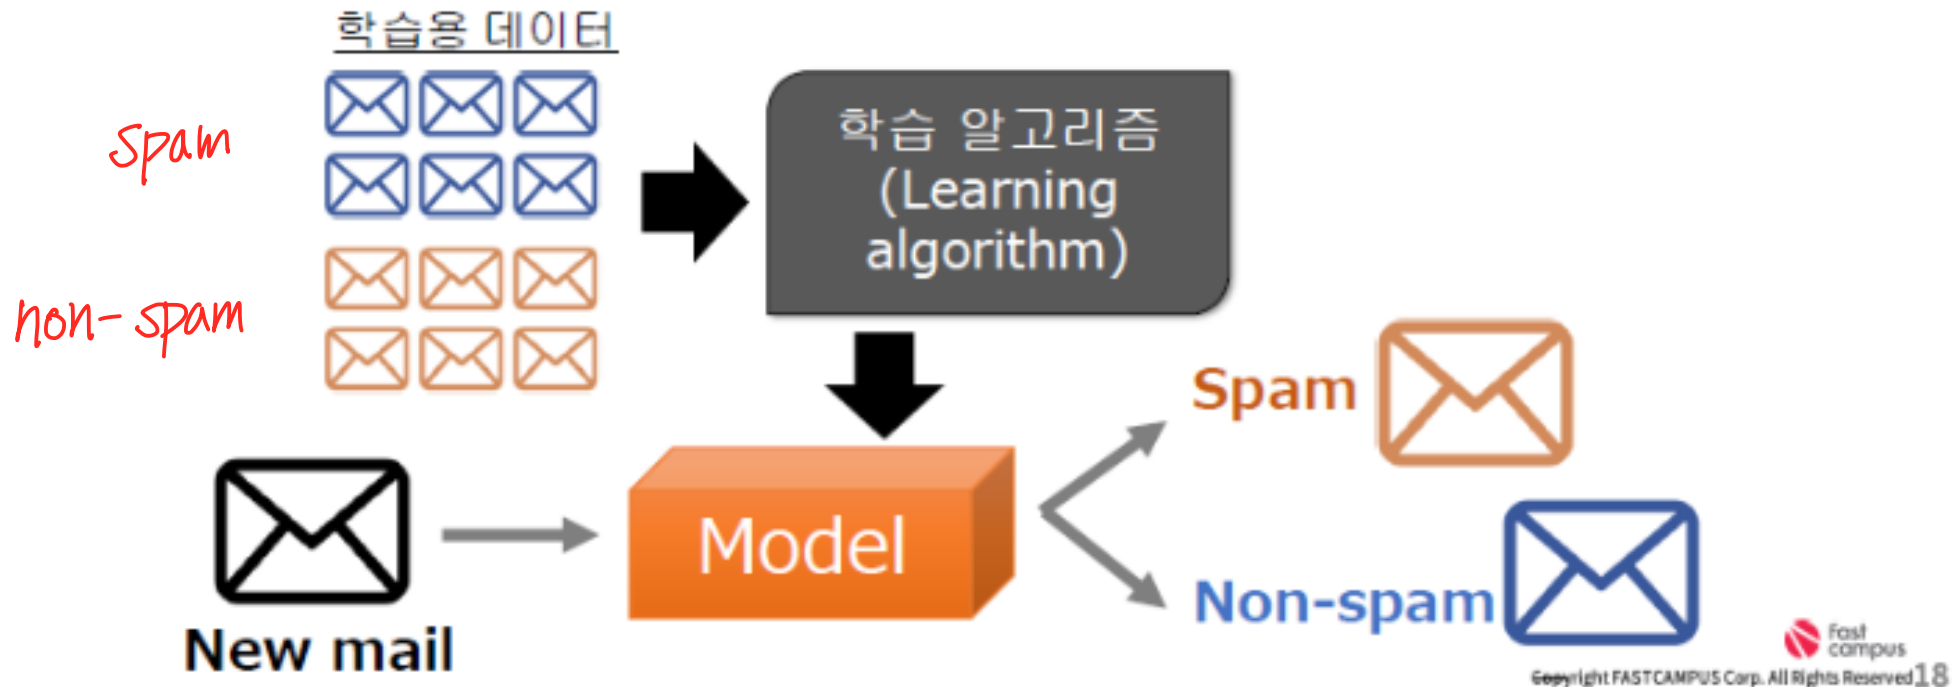 학습용 데이터
spam
non-spam
학습 알고리즘
(Learning
algorithm)
Model
New mail
Spam
Non-spam
Fast
campus
Copyright FASTCAMPUS Corp. All Rights Reserved 18